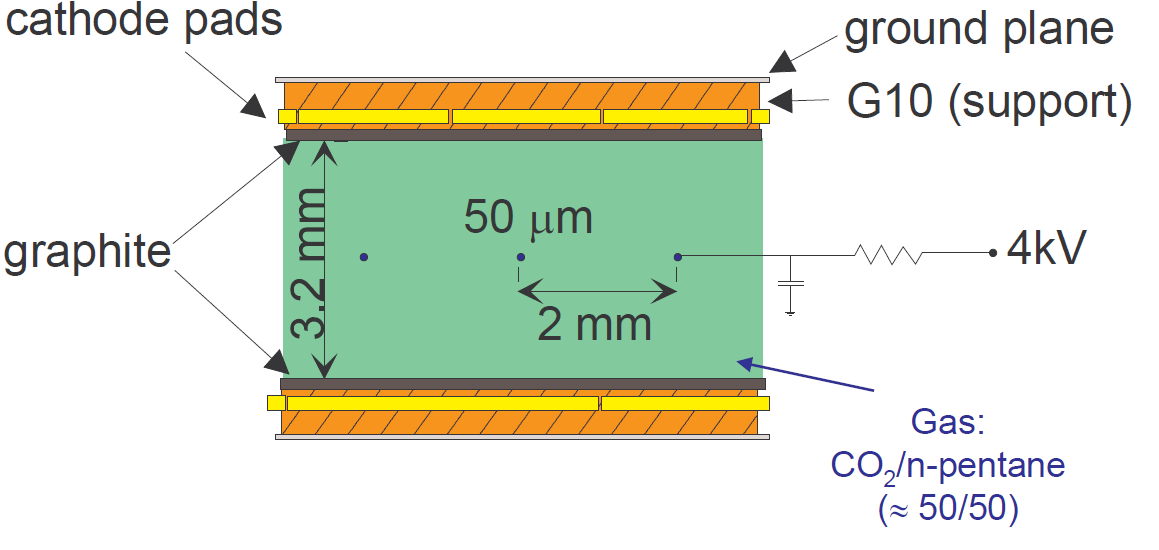 cathode pads
ground plane
G10 (support)
graphite
3.2 mm
50 μm
2 mm
4kV
Gas:
CO₂/n-pentane
(≈ 50/50)